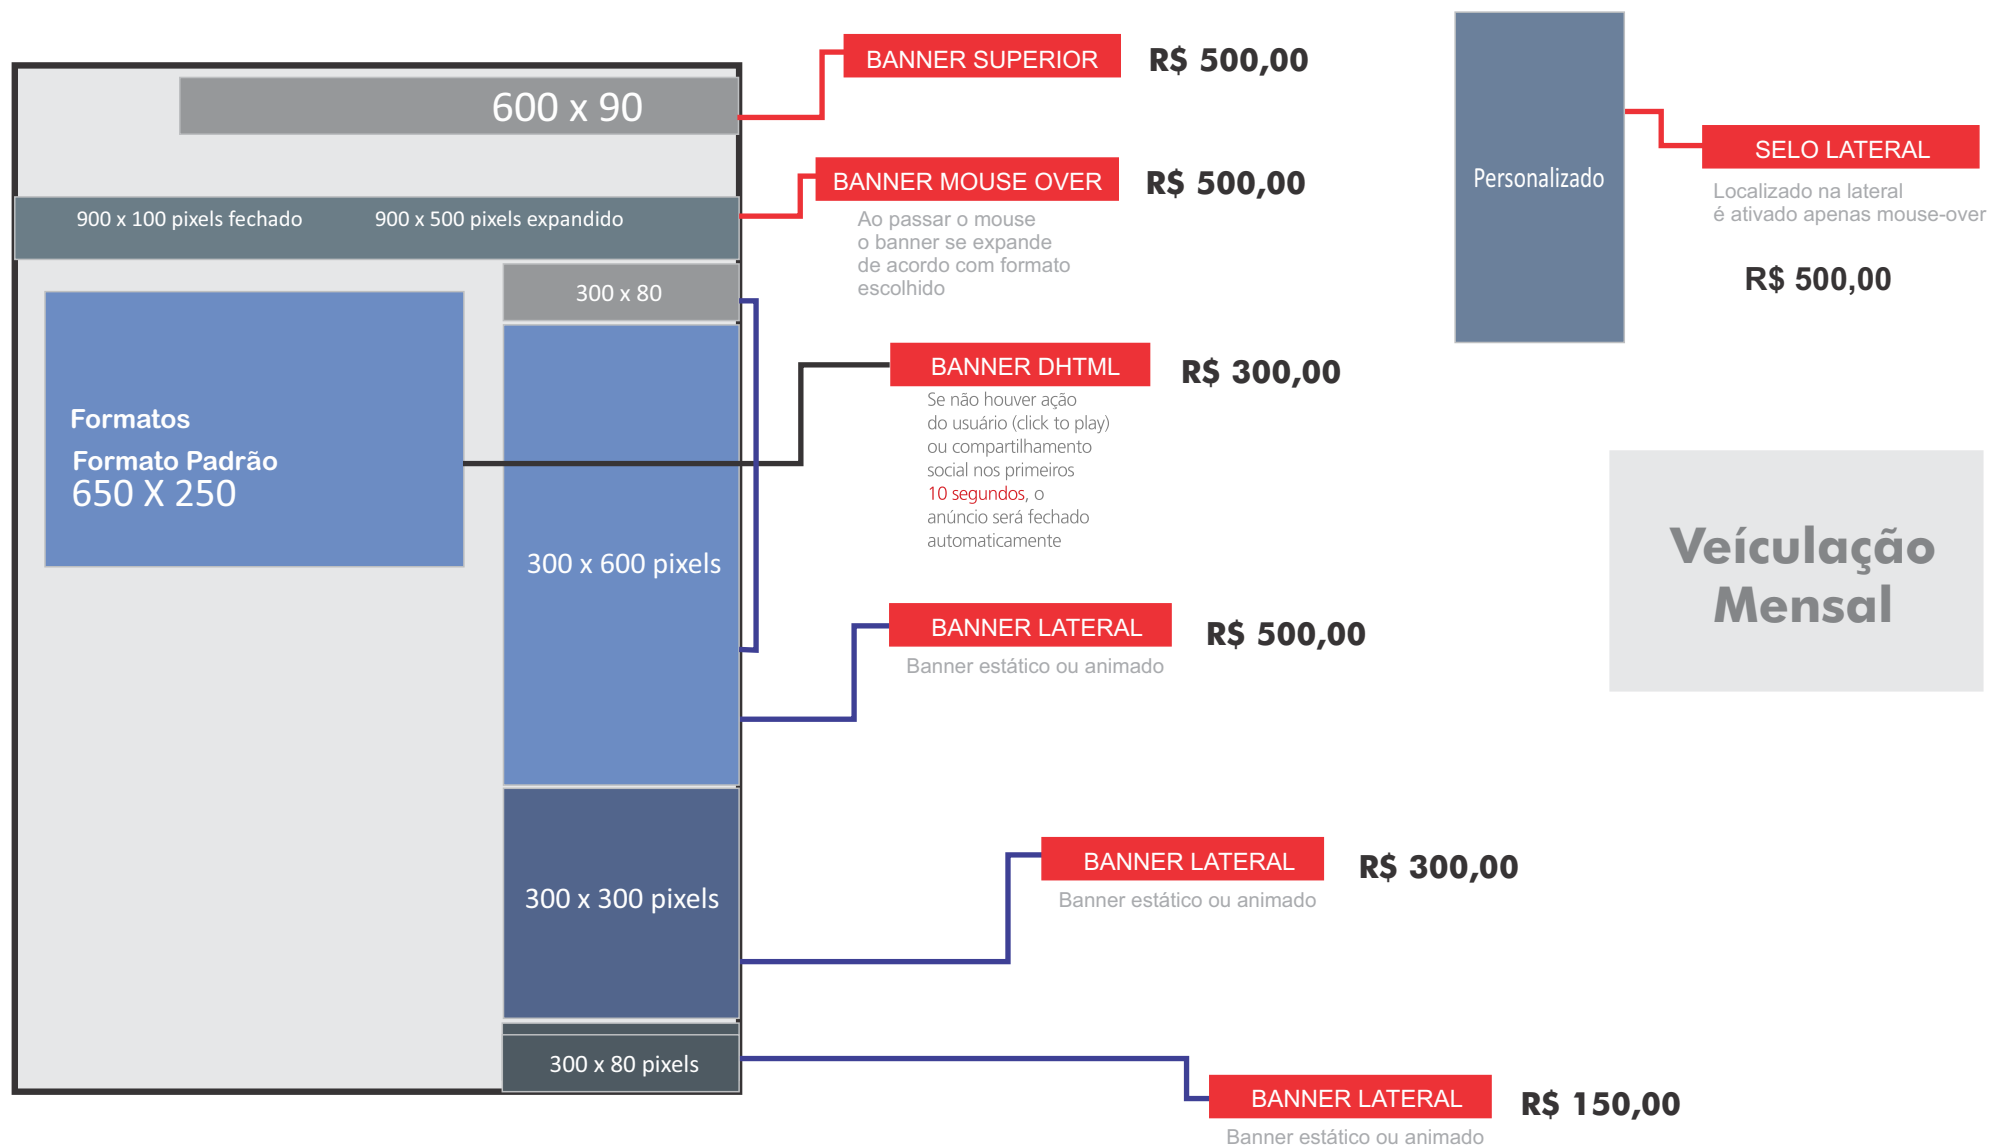 BANNER SUPERIOR
R$ 500,00
600 x 90
BANNER MOUSE OVER
R$ 500,00
Ao passar o mouse
o banner se expande
de acordo com formato
escolhido
900 x 100 pixels fechado
900 x 500 pixels expandido
Personalizado
SELO LATERAL
Localizado na lateral
é ativado apenas mouse-over
R$ 500,00
300 x 80
BANNER DHTML
R$ 300,00
Se não houver ação
do usuário (click to play)
ou compartilhamento
social nos primeiros
10 segundos, o
anúncio será fechado
automaticamente
Formatos
Formato Padrão
650 X 250
300 x 600 pixels
Veículação
Mensal
BANNER LATERAL
R$ 500,00
Banner estático ou animado
300 x 300 pixels
BANNER LATERAL
R$ 300,00
Banner estático ou animado
300 x 80 pixels
BANNER LATERAL
R$ 150,00
Banner estático ou animado